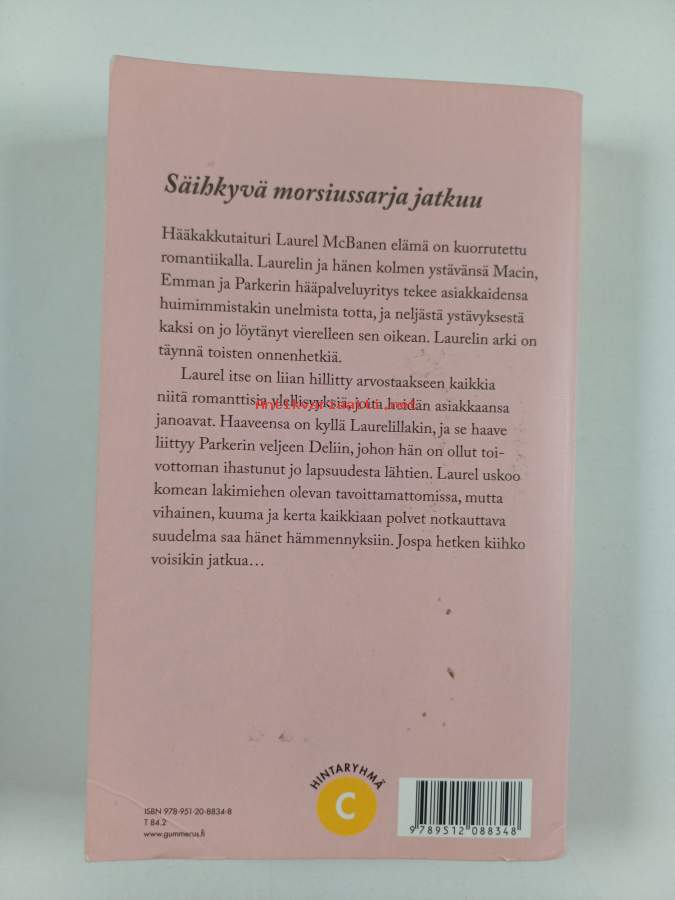 Säihkyvä morsiussarja jatkuu
Hääkakkutaituri Laurel McBanen elämä on kuorrutettu
romantiikalla. Laurelin ja hänen kolmen ystävänsä Macin,
Emman ja Parkerin hääpalveluyritys tekee asiakkaidensa
huimimmistakin unelmista totta, ja neljästä ystävyksestä
kaksi on jo löytänyt vierelleen sen oikean. Laurelin arki on
täynnä toisten onnenhetkiä.
Laurel itse on liian hillitty arvostaakseen kaikkia
niitä romanttisia ylellisyyksiä, joita heidän asiakkaansa
janoavat. Haaveensa on kyllä Laurelillakin, ja se haave
liittyy Parkerin veljeen Deliin, johon hän on ollut toi-
vottoman ihastunut jo lapsuudesta lähtien. Laurel uskoo
komean lakimiehen olevan tavoittamattomissa, mutta
vihainen, kuuma ja kerta kaikkiaan polvet notkauttava
suudelma saa hänet hämmennyksiin. Jospa hetken kiihko
voisikin jatkua…
HINTARYHMÄ
C
ISBN 978-951-20-8834-8
T 84.2
www.gummerus.fi
9789512088348